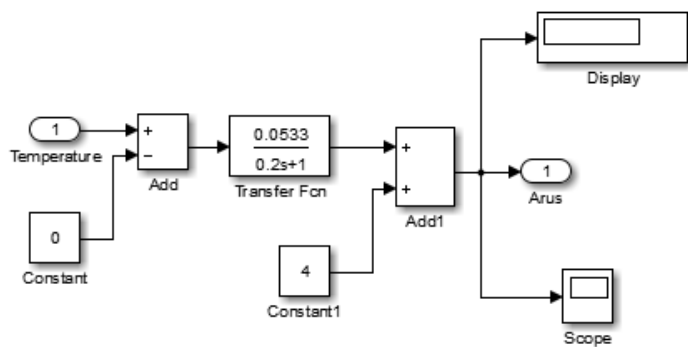 Display
1
Temperature
+
−
Add
0.0533
0.2s+1
Transfer Fcn
+
+
Add1
1
Arus
0
Constant
4
Constant1
Scope